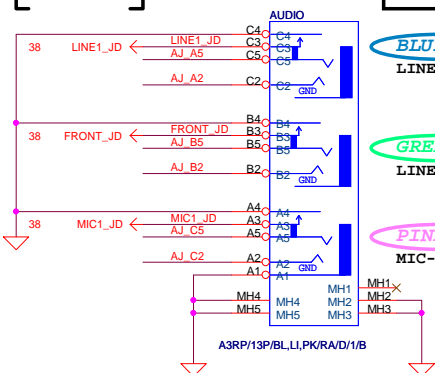 AUDIO
C4 C4
38 LINE1_JD LINE1_JD C3 C3
AJ_A5 C5 C5
AJ_A2 C2 C2
GND
LINE
B4 B4
38 FRONT_JD FRONT_JD B3 B3
AJ_B5 B5 B5
AJ_B2 B2 B2
GND
LINE
A4 A4
38 MIC1_JD MIC1_JD A3 A3
AJ_C5 A5 A5
AJ_C2 A2 A2
GND
MIC-
A1 A1
MH1 MH1
MH4 MH4 MH2 MH2
MH5 MH5 MH3 MH3
A3RP/13P/BL,LI,PK/RA/D/1/B